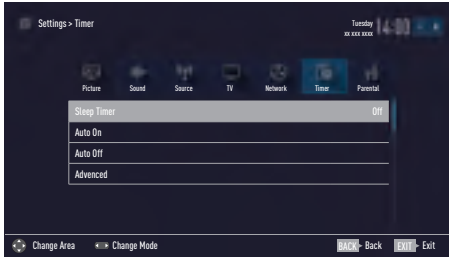 Settings > Timer
Tuesday
xx xxx xxxx
14:00
Picture Sound Source TV Network Timer Parental
Sleep Timer Off
Auto On
Auto Off
Advanced
Change Area Change Mode BACK Back EXIT Exit